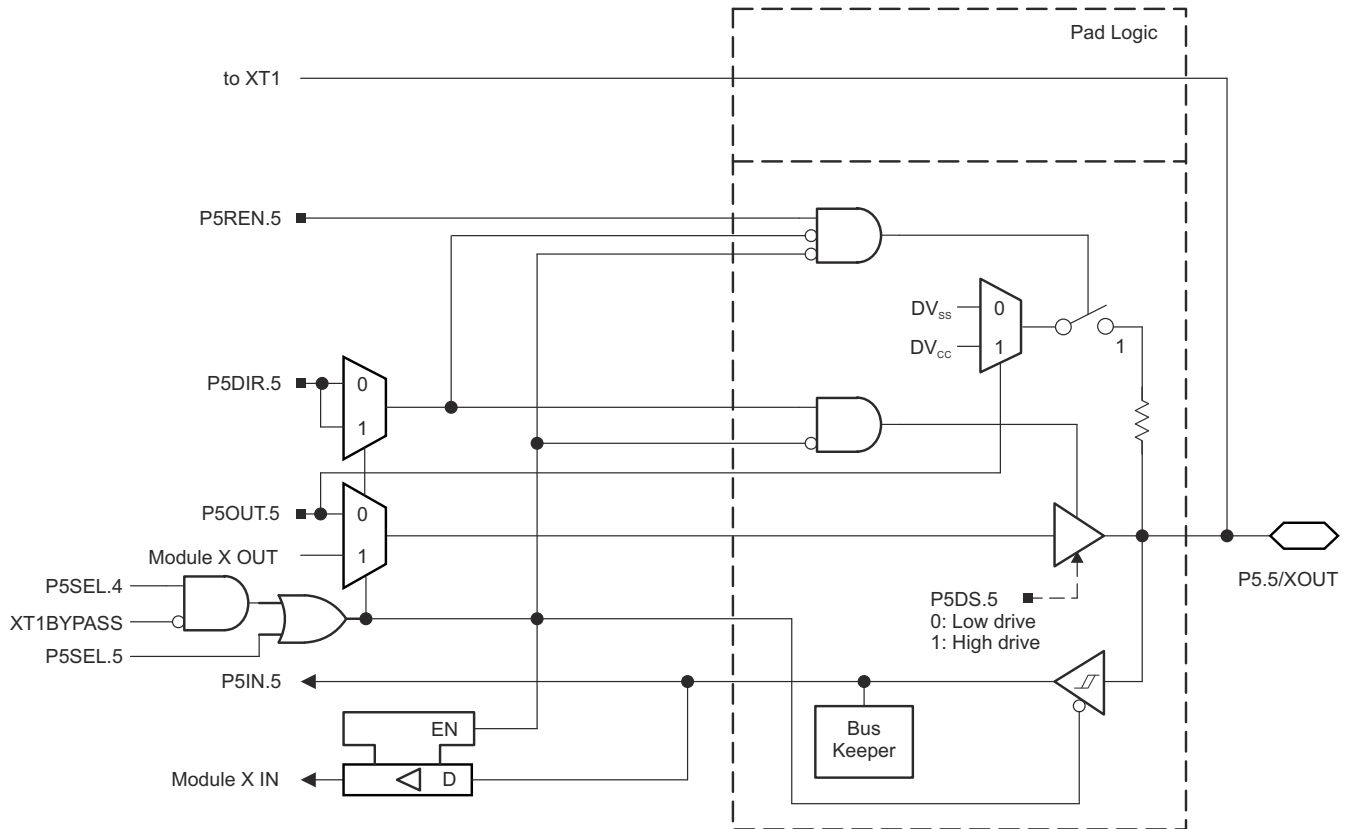 Pad Logic
to XT1
P5REN.5
DVSS
0
DVCC
1
1
P5DIR.5
0
1
P5OUT.5
0
Module X OUT
1
P5SEL.4
XT1BYPASS
P5SEL.5
P5.5/XOUT
P5DS.5
0: Low drive
1: High drive
P5IN.5
EN
Bus
Keeper
Module X IN
D